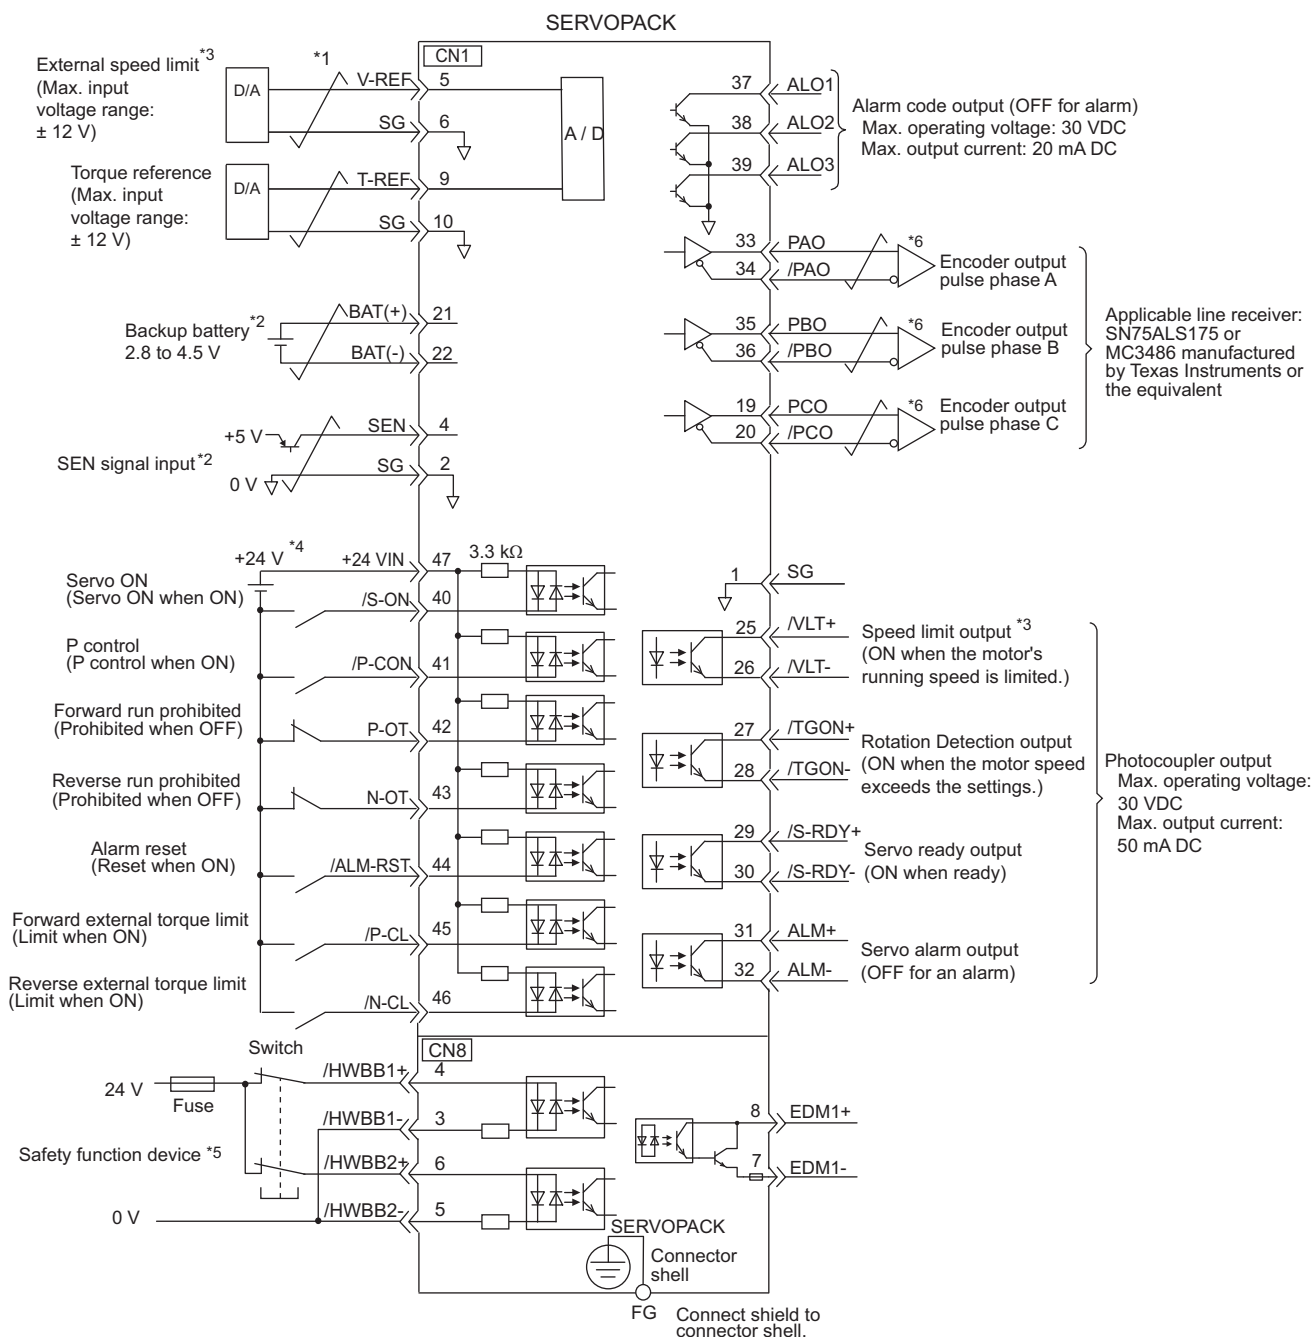 SERVOPACK
CN1
External speed limit*3
(Max. input
voltage range:
± 12 V)
*1
D/A
V-REF
5
SG
6
A / D
Torque reference
(Max. input
voltage range:
± 12 V)
D/A
T-REF
9
SG
10
37
ALO1
38
ALO2
39
ALO3
Alarm code output (OFF for alarm)
Max. operating voltage: 30 VDC
Max. output current: 20 mA DC
33
PAO
*6
34
/PAO
Encoder output
pulse phase A
35
PBO
*6
36
/PBO
Encoder output
pulse phase B
19
PCO
*6
20
/PCO
Encoder output
pulse phase C
Applicable line receiver:
SN75ALS175 or
MC3486 manufactured
by Texas Instruments or
the equivalent
Backup battery*2
2.8 to 4.5 V
BAT(+)
21
BAT(-)
22
+5 V
SEN
4
SEN signal input*2
SG
2
0 V
+24 V *4
+24 VIN
47
3.3 kΩ
Servo ON
(Servo ON when ON)
/S-ON
40
P control
(P control when ON)
/P-CON
41
Forward run prohibited
(Prohibited when OFF)
P-OT
42
Reverse run prohibited
(Prohibited when OFF)
N-OT
43
Alarm reset
(Reset when ON)
/ALM-RST
44
Forward external torque limit
(Limit when ON)
/P-CL
45
Reverse external torque limit
(Limit when ON)
/N-CL
46
1
SG
25
/VLT+
26
/VLT-
Speed limit output *3
(ON when the motor's
running speed is limited.)
27
/TGON+
28
/TGON-
Rotation Detection output
(ON when the motor speed
exceeds the settings.)
29
/S-RDY+
30
/S-RDY-
Servo ready output
(ON when ready)
31
ALM+
32
ALM-
Servo alarm output
(OFF for an alarm)
Photocoupler output
Max. operating voltage:
30 VDC
Max. output current:
50 mA DC
CN8
Switch
24 V
Fuse
/HWBB1+
4
/HWBB1-
3
Safety function device *5
/HWBB2+
6
0 V
/HWBB2-
5
8
EDM1+
7
EDM1-
SERVOPACK
Connector
shell
FG
Connect shield to
connector shell.